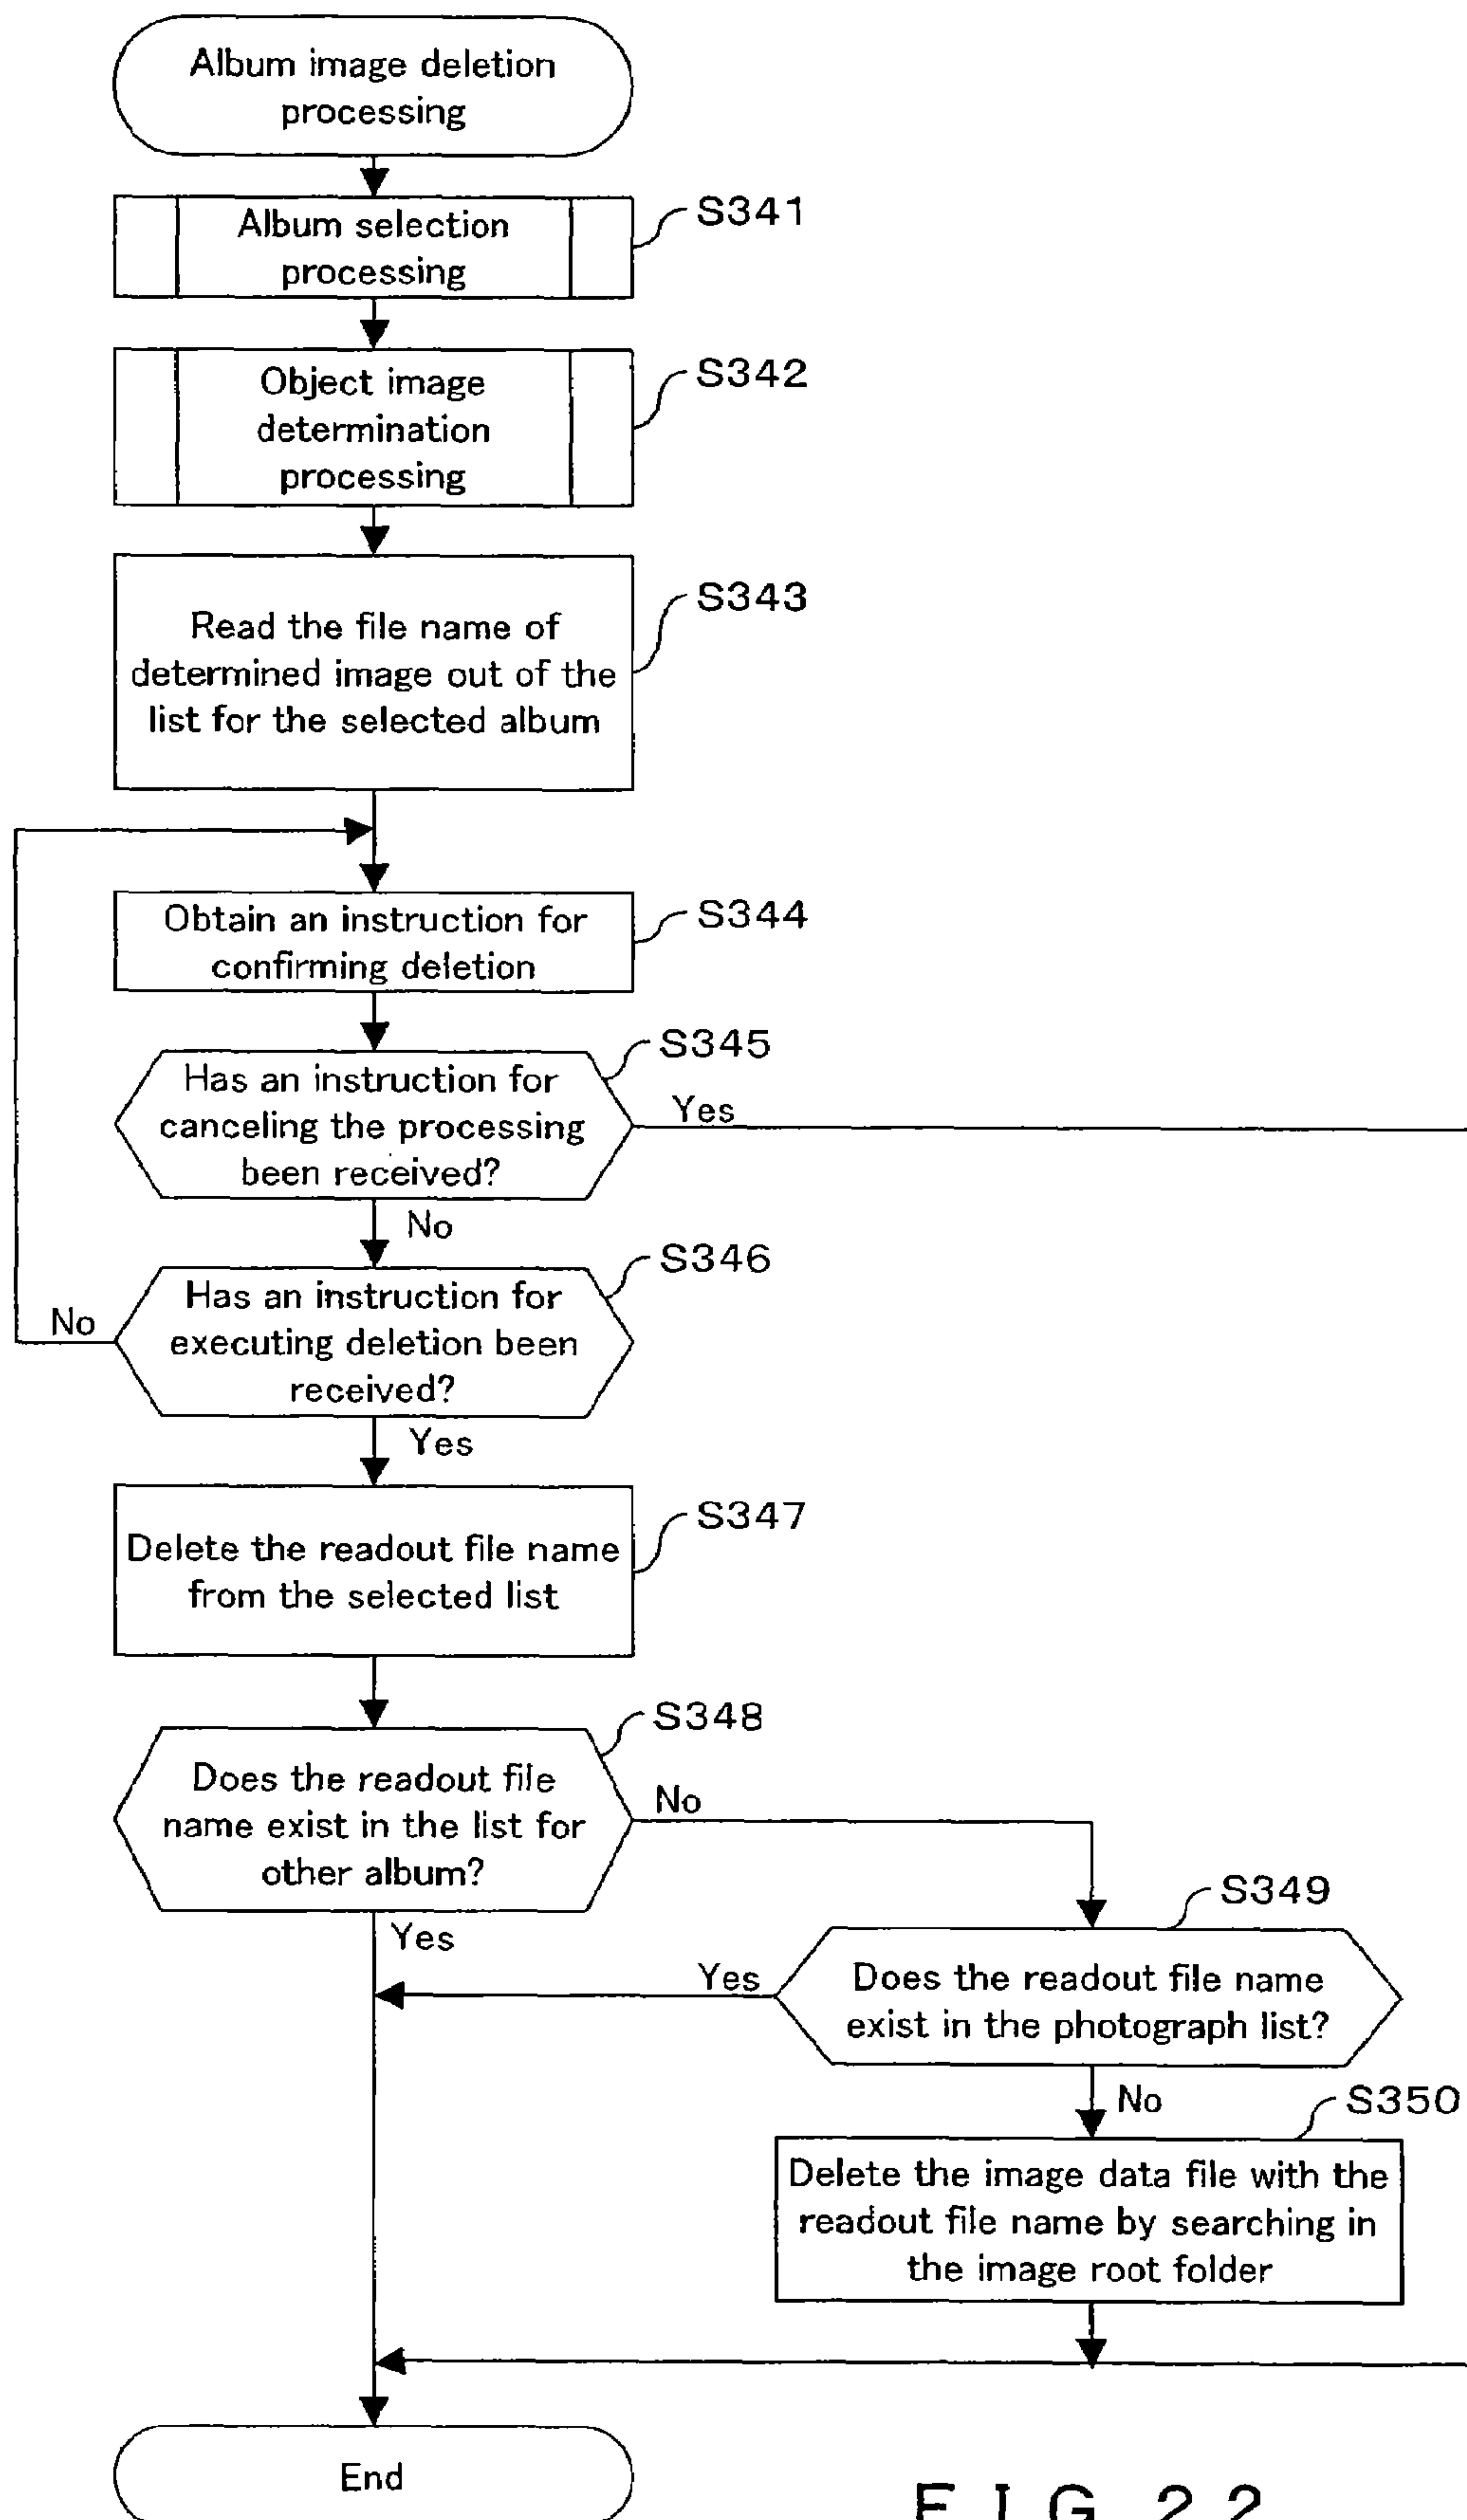 Album image deletion
processing
Album selection
processing
S341
Object image
determination
processing
S342
Read the file name of
determined image out of the
list for the selected album
S343
Obtain an instruction for
confirming deletion
S344
Has an instruction for
canceling the processing
been received?
S345
Yes
No
Has an instruction for
executing deletion been
received?
S346
No
Yes
Delete the readout file name
from the selected list
S347
Does the readout file
name exist in the list for
other album?
S348
No
Yes
Does the readout file name
exist in the photograph list?
S349
Yes
No
Delete the image data file with the
readout file name by searching in
the image root folder
S350
End
FIG.22